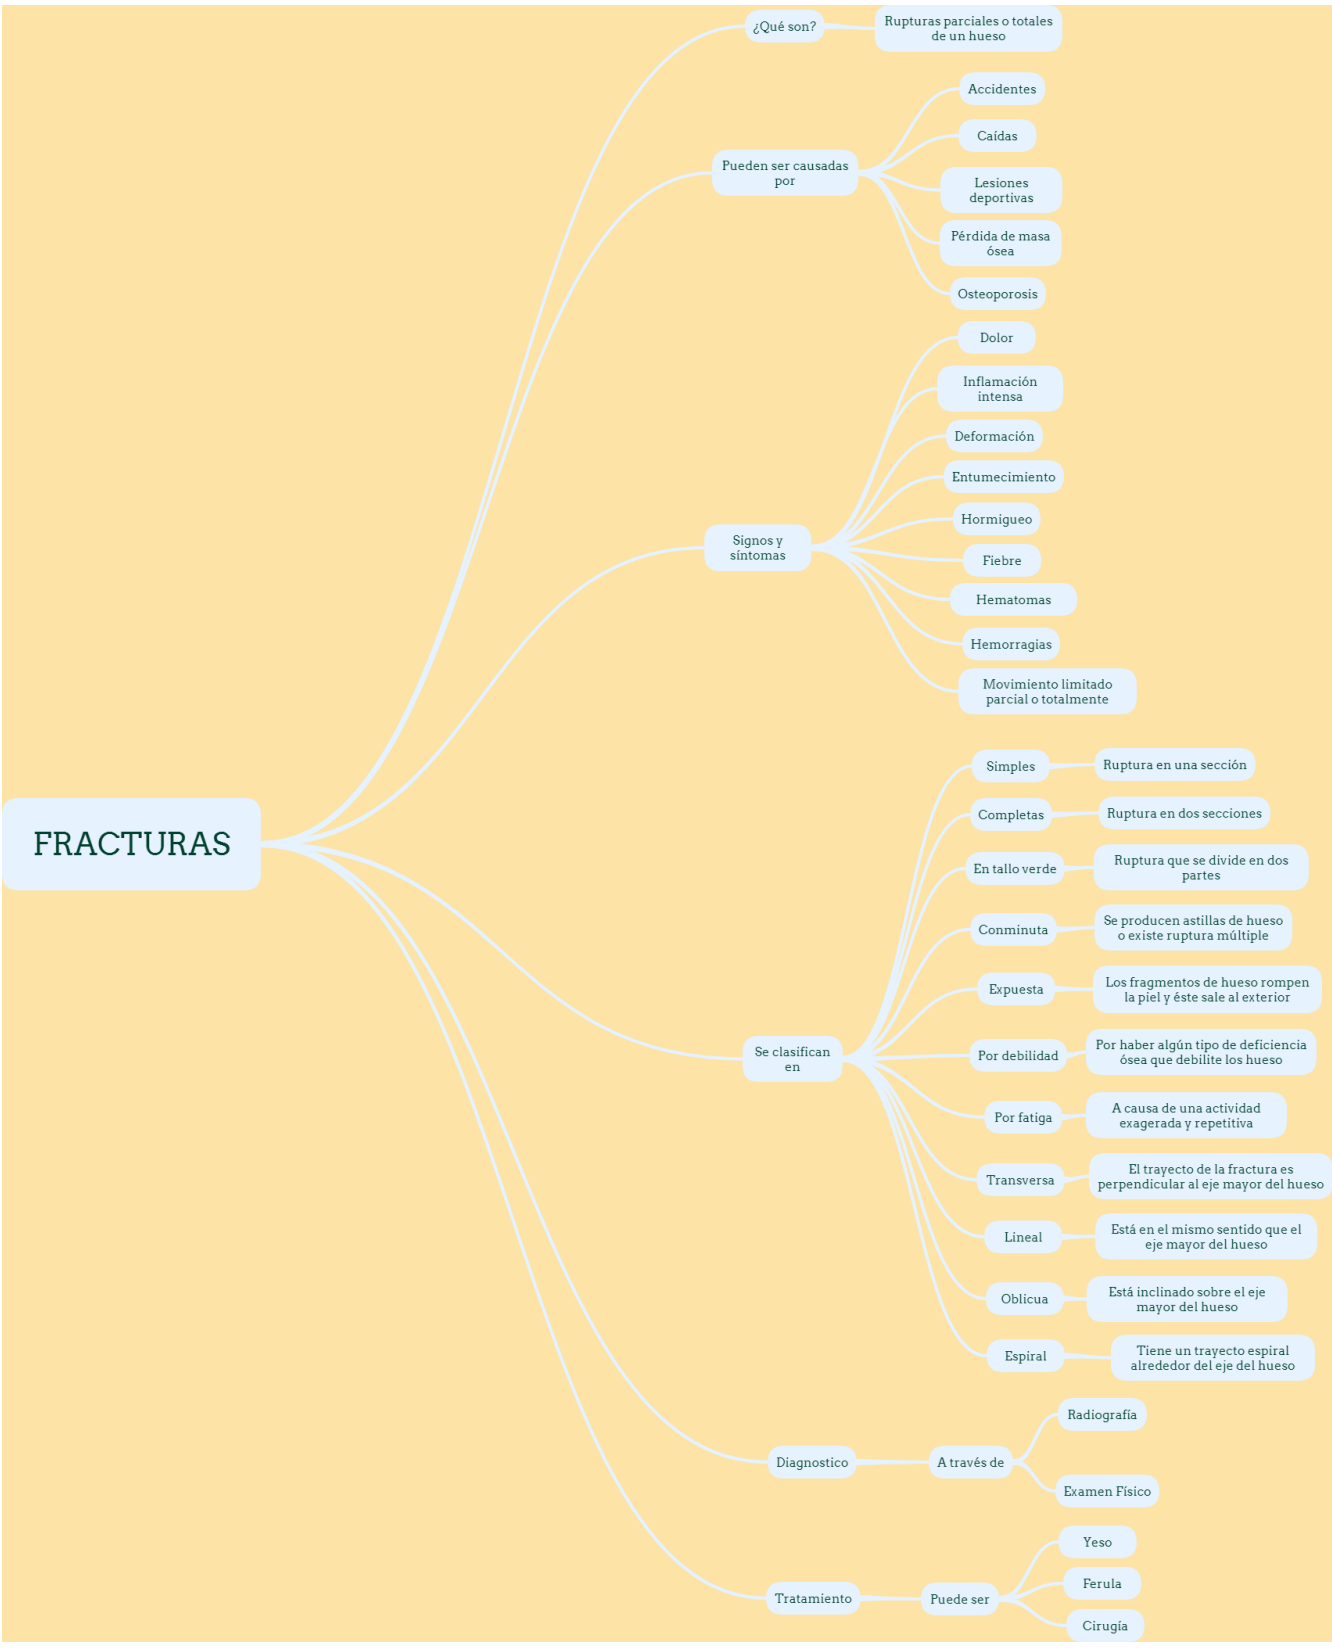 ¿Qué son?
Rupturas parciales o totales
de un hueso
Pueden ser causadas
por
Accidentes
Caídas
Lesiones
deportivas
Pérdida de masa
ósea
Osteoporosis
Signos y
síntomas
Dolor
Inflamación
intensa
Deformación
Entumecimiento
Hormigueo
Fiebre
Hematomas
Hemorragias
Movimiento limitado
parcial o totalmente
FRACTURAS
Se clasifican
en
Simples
Ruptura en una sección
Completas
Ruptura en dos secciones
En tallo verde
Ruptura que se divide en dos
partes
Conminuta
Se producen astillas de hueso
o existe ruptura múltiple
Expuesta
Los fragmentos de hueso rompen
la piel y éste sale al exterior
Por debilidad
Por haber algún tipo de deficiencia
ósea que debilite los hueso
Por fatiga
A causa de una actividad
exagerada y repetitiva
Transversa
El trayecto de la fractura es
perpendicular al eje mayor del hueso
Lineal
Está en el mismo sentido que el
eje mayor del hueso
Oblicua
Está inclinado sobre el eje
mayor del hueso
Espiral
Tiene un trayecto espiral
alrededor del eje del hueso
Diagnostico
A través de
Radiografía
Examen Físico
Tratamiento
Puede ser
Yeso
Ferula
Cirugía